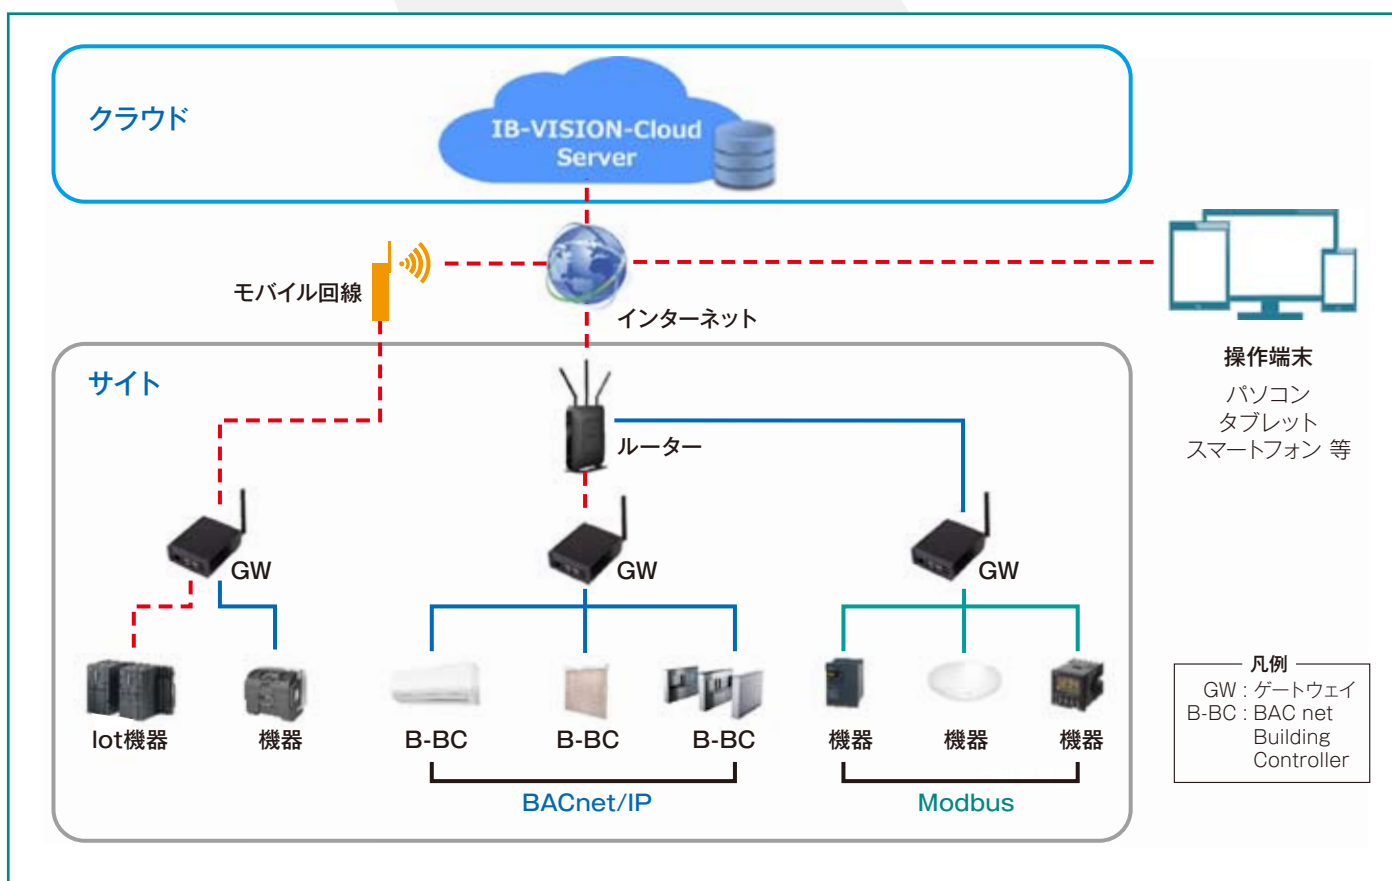 クラウド
IB-VISION-Cloud
Server
モバイル回線
インターネット
操作端末
パソコン
タブレット
スマートフォン 等
サイト
ルーター
GW
GW
GW
Iot機器
機器
B-BC
B-BC
B-BC
機器
機器
機器
BACnet/IP
Modbus
凡例
GW : ゲートウェイ
B-BC : BAC net
Building
Controller